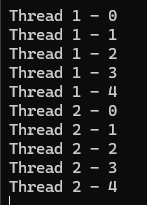 Thread 1 - 0
Thread 1 - 1
Thread 1 - 2
Thread 1 - 3
Thread 1 - 4
Thread 2 - 0
Thread 2 - 1
Thread 2 - 2
Thread 2 - 3
Thread 2 - 4